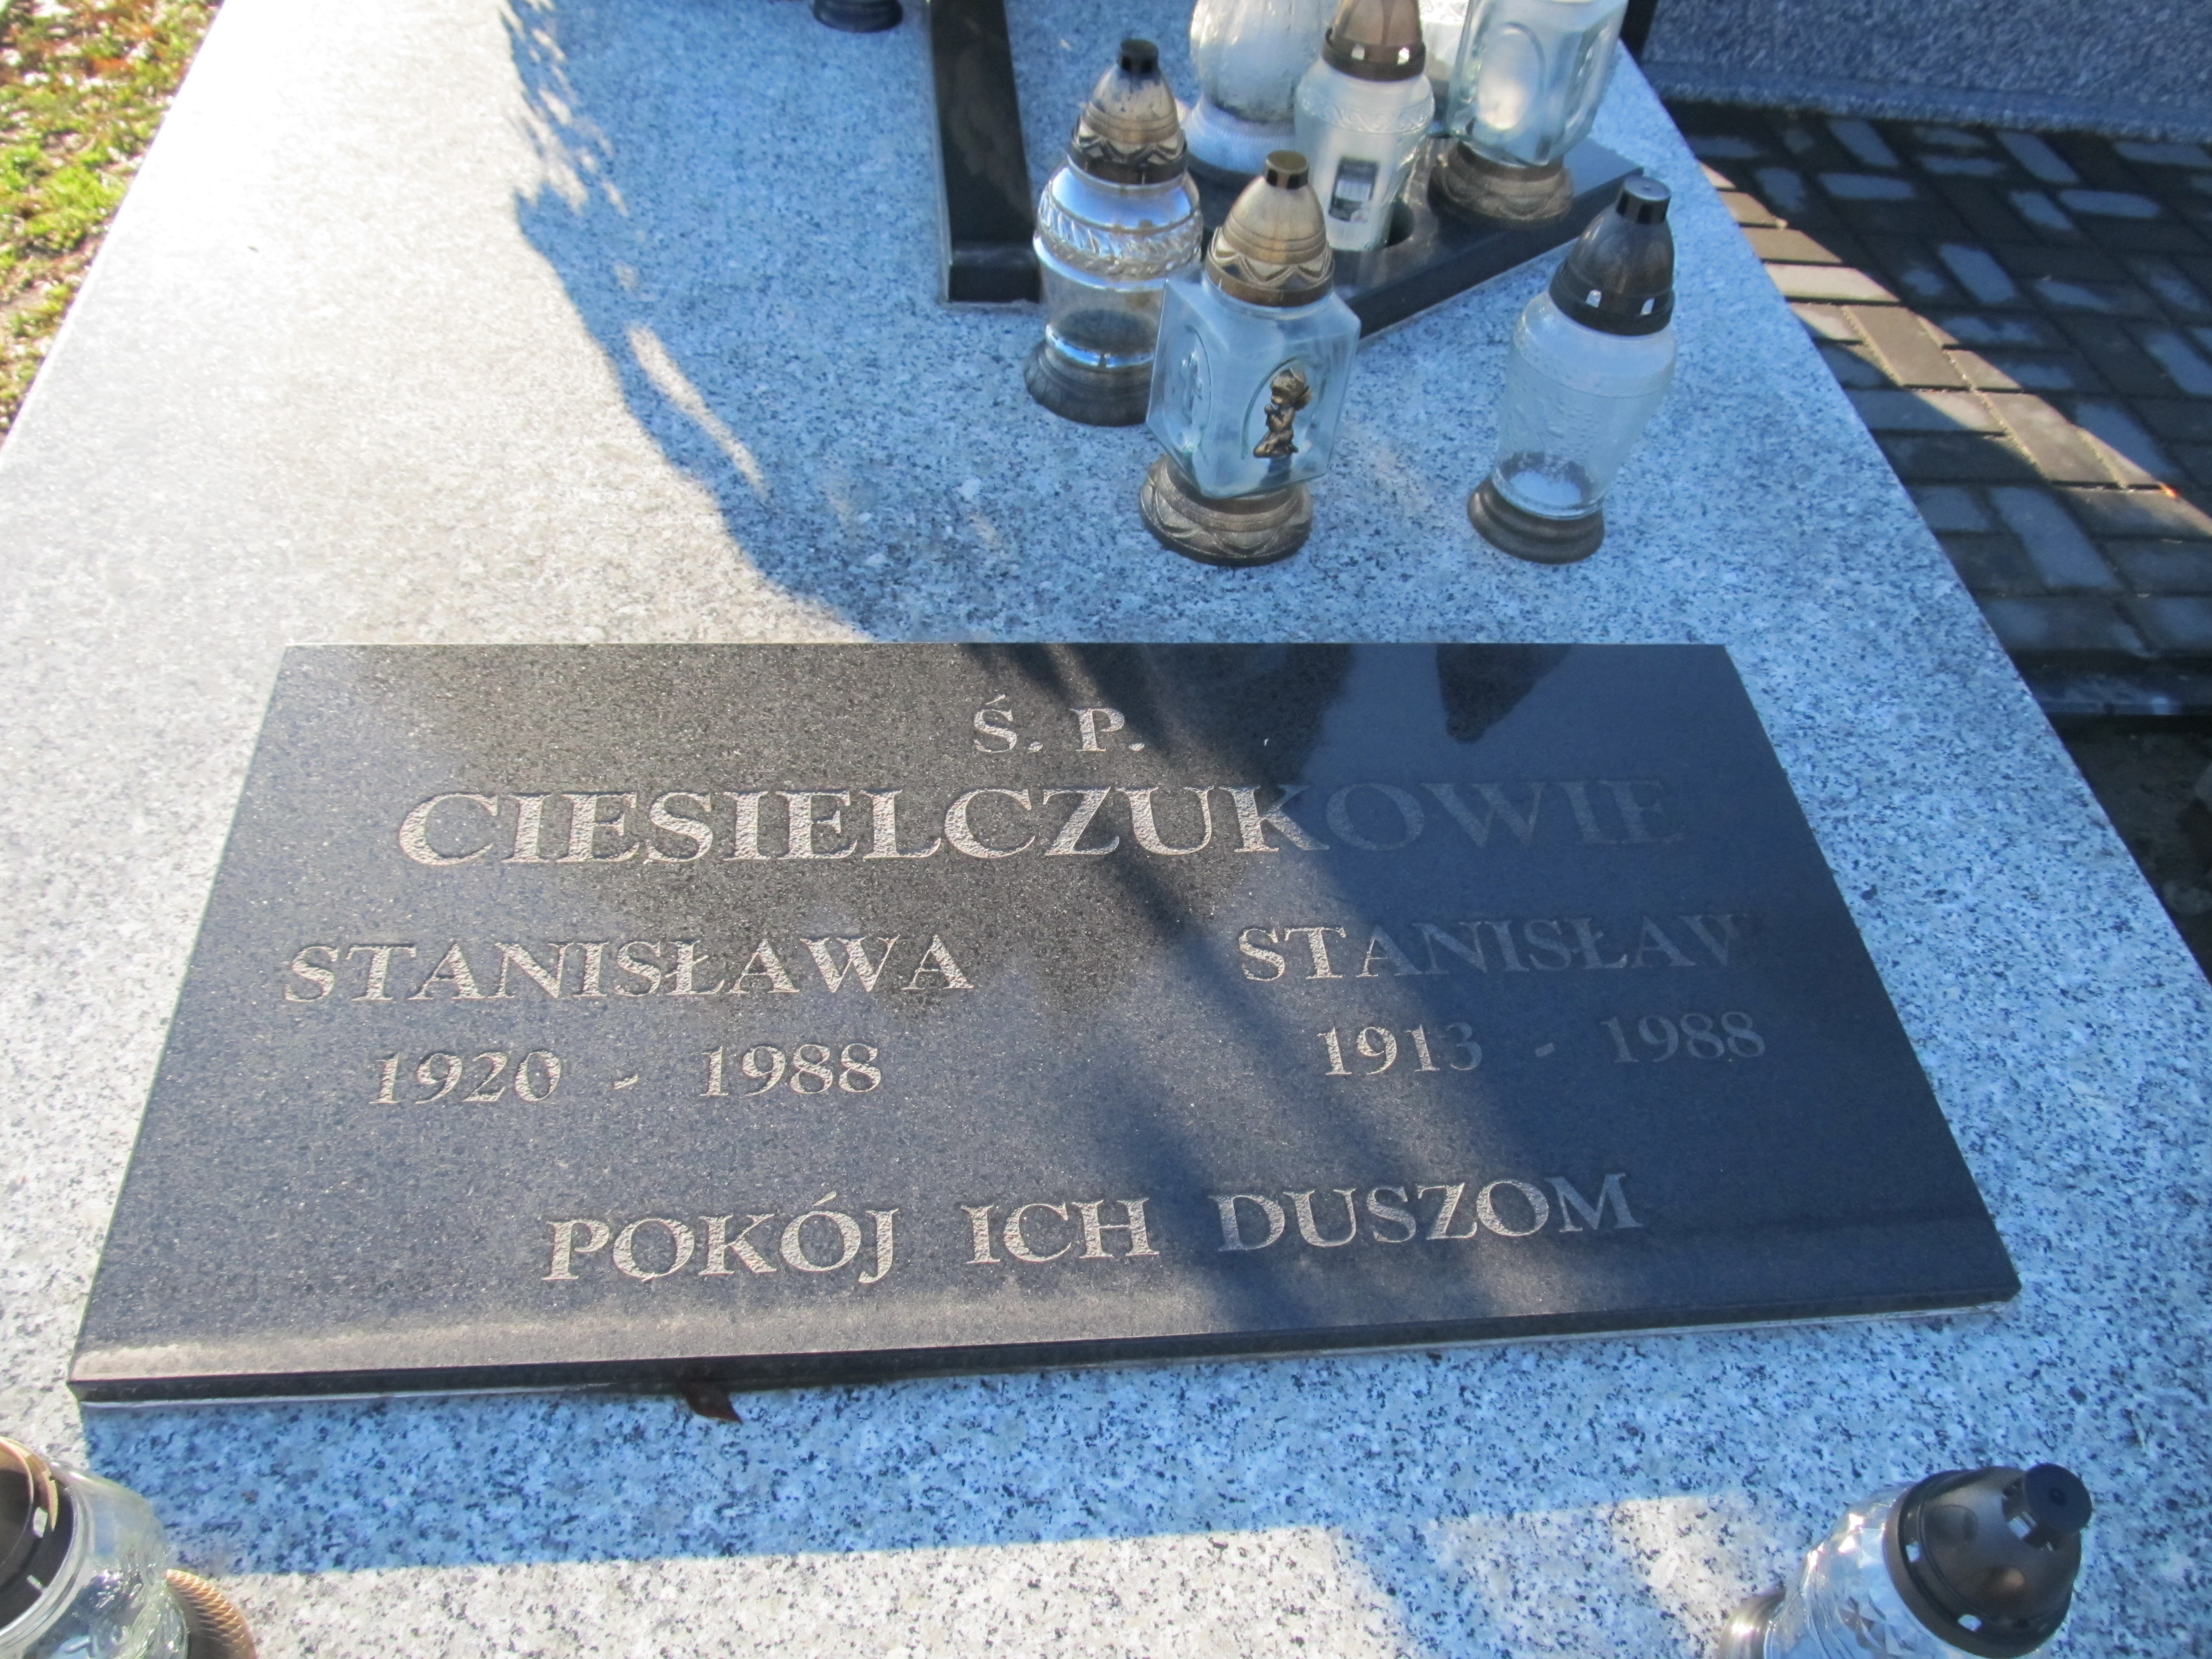 Ś. P.
CIESIELCZUKOWIE
STANISŁAWA STANISŁAW
1920 - 1988 1913 - 1988
POKÓJ ICH DUSZOM